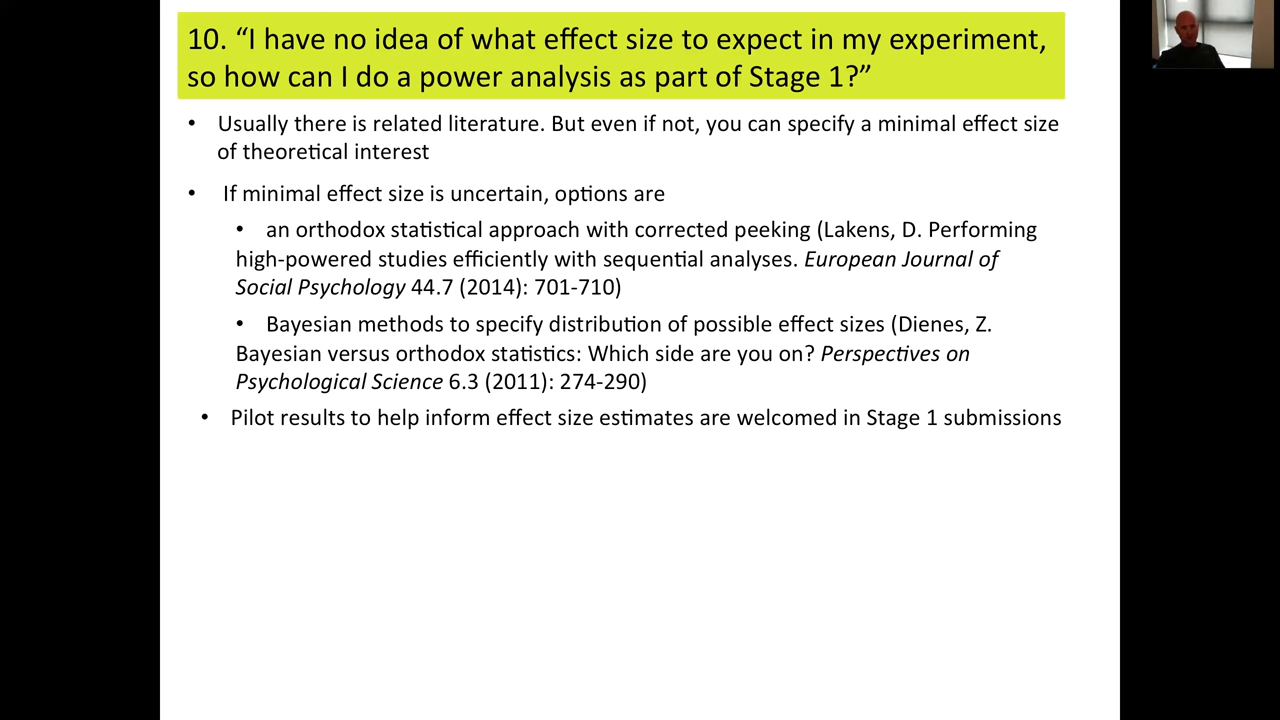 10. “I have no idea of what effect size to expect in my experiment,
so how can I do a power analysis as part of Stage 1?”
• Usually there is related literature. But even if not, you can specify a minimal effect size
of theoretical interest
• If minimal effect size is uncertain, options are
• an orthodox statistical approach with corrected peeking (Lakens, D. Performing
high-powered studies efficiently with sequential analyses. European Journal of
Social Psychology 44.7 (2014): 701-710)
• Bayesian methods to specify distribution of possible effect sizes (Dienes, Z.
Bayesian versus orthodox statistics: Which side are you on? Perspectives on
Psychological Science 6.3 (2011): 274-290)
• Pilot results to help inform effect size estimates are welcomed in Stage 1 submissions